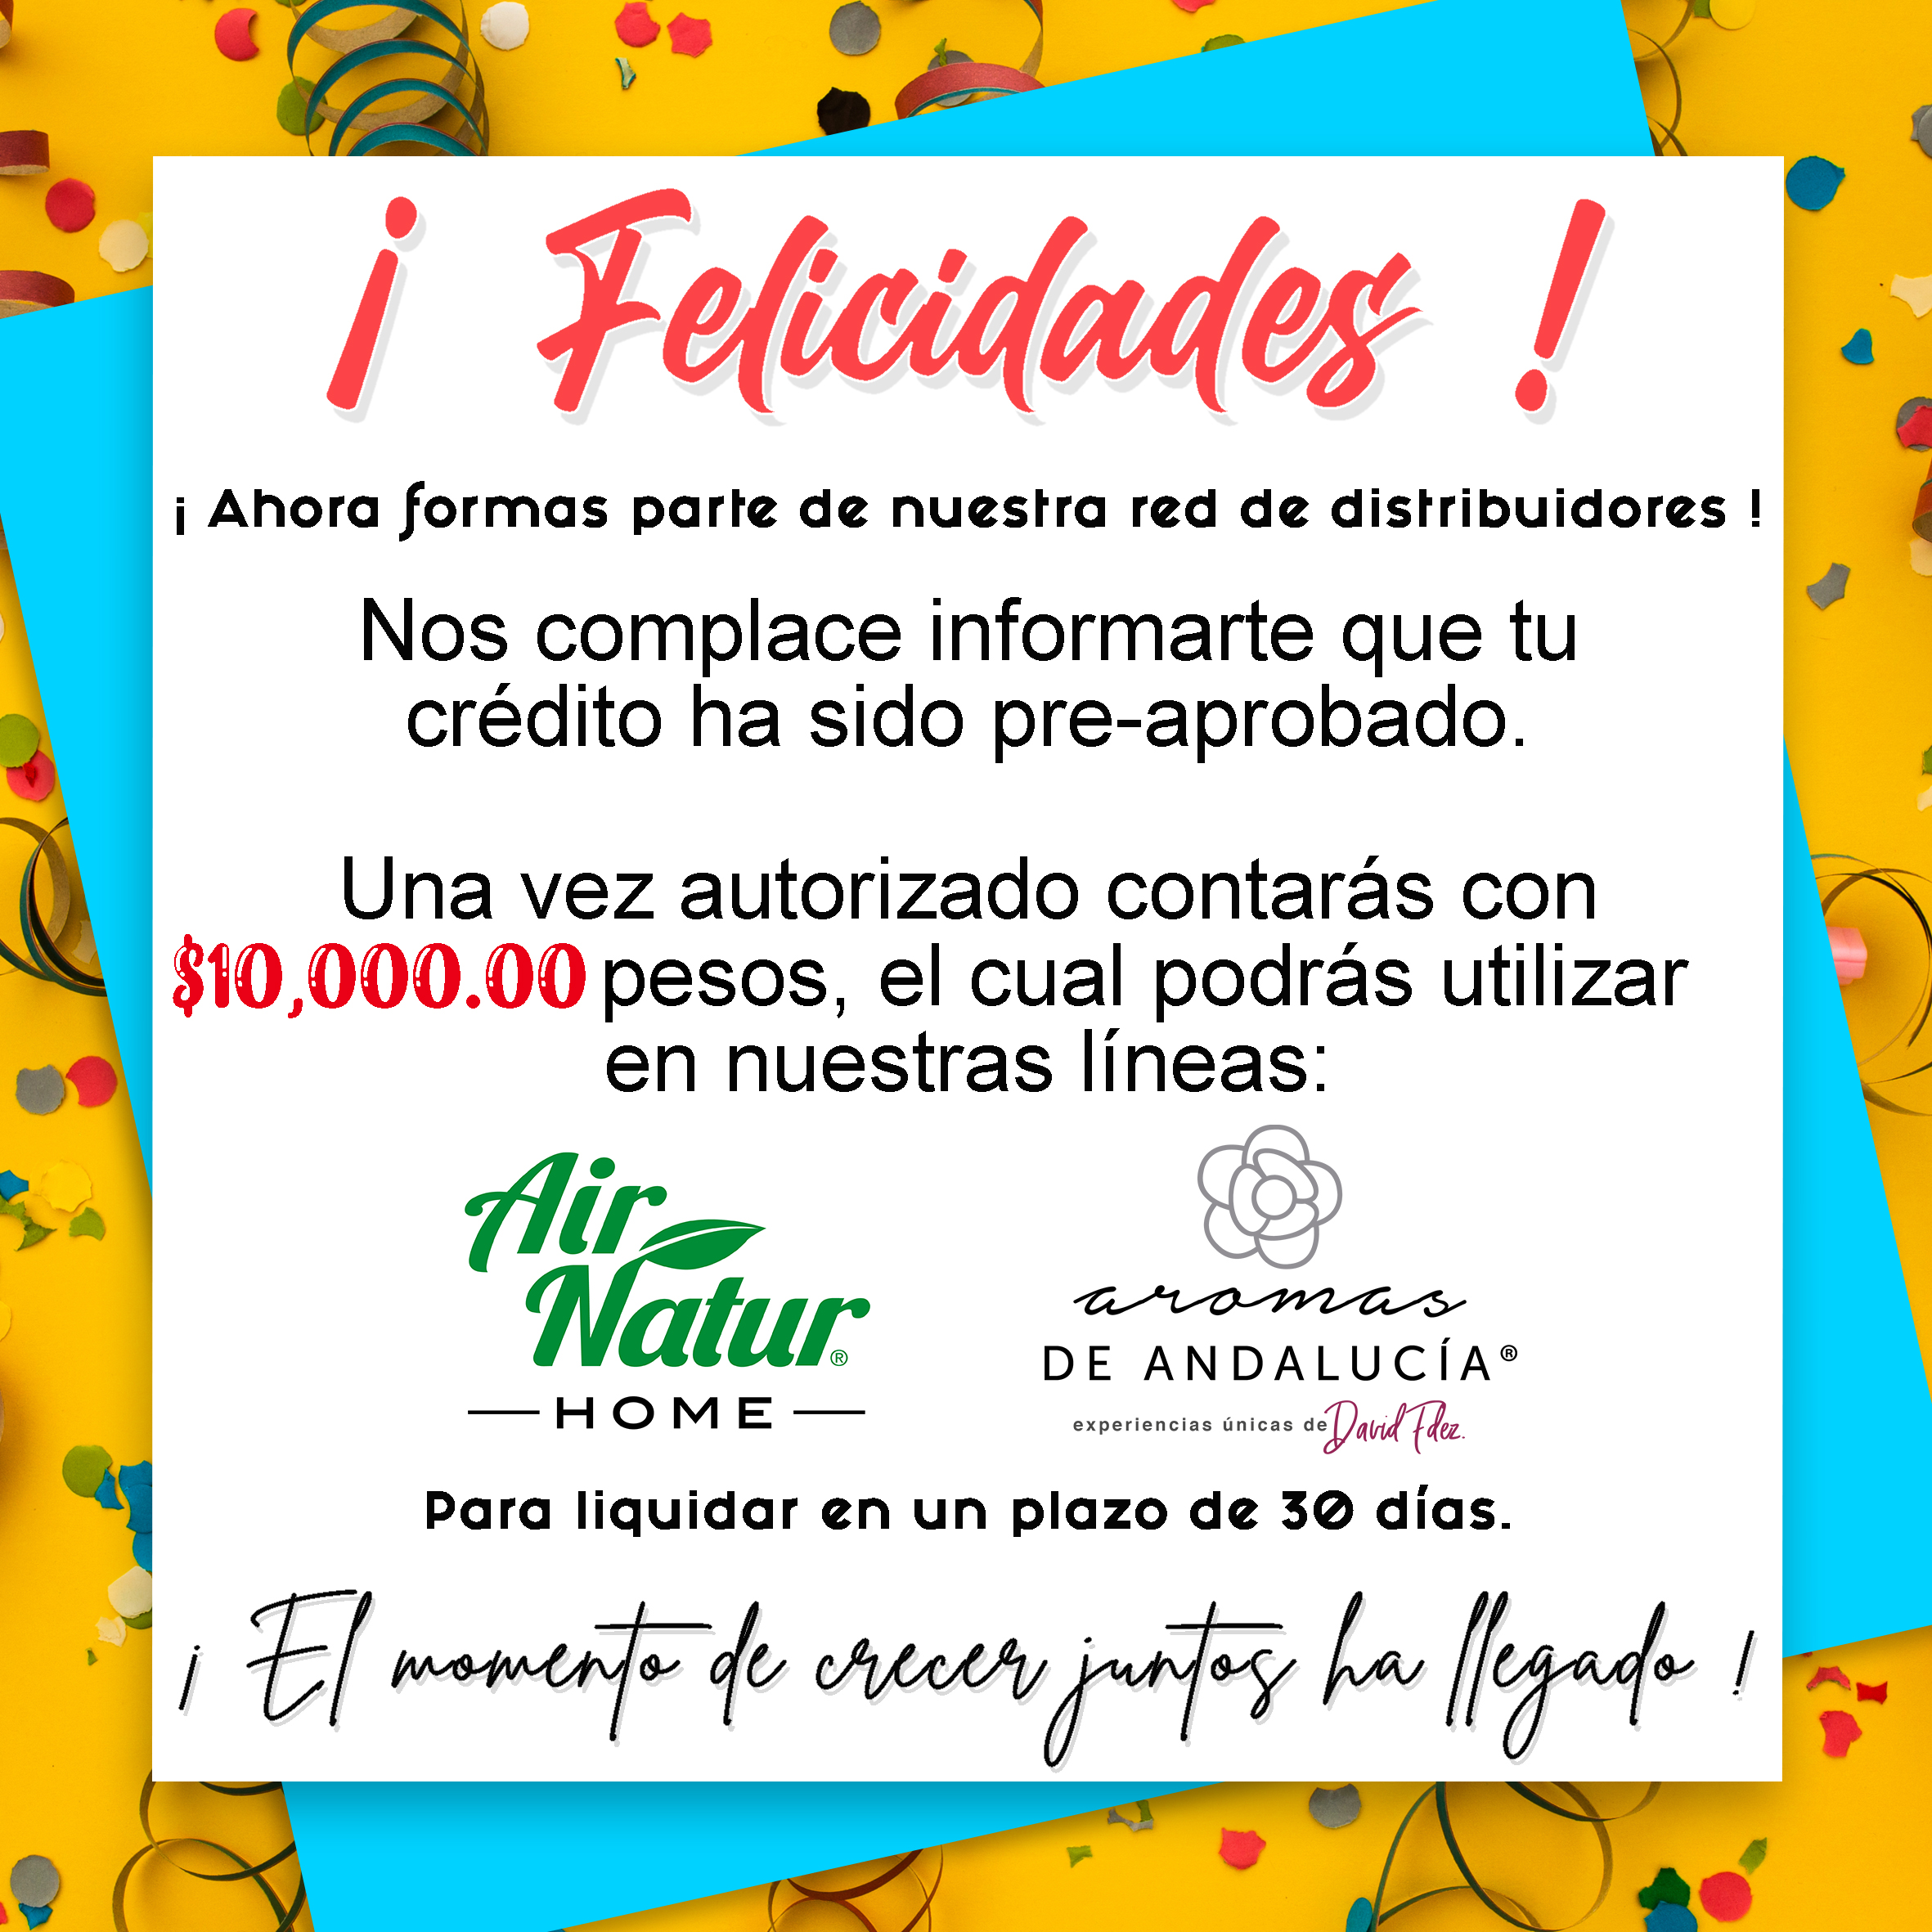 ¡ Felicidades !
¡ Ahora formas parte de nuestra red de distribuidores !
Nos complace informarte que tu
crédito ha sido pre-aprobado.
Una vez autorizado contarás con
$10,000.00 pesos, el cual podrás utilizar
en nuestras líneas:
Air
Natur®
HOME
aromas
DE ANDALUCÍA®
experiencias únicas de David Fdez.
Para liquidar en un plazo de 30 días.
¡ El momento de crecer juntos ha llegado !